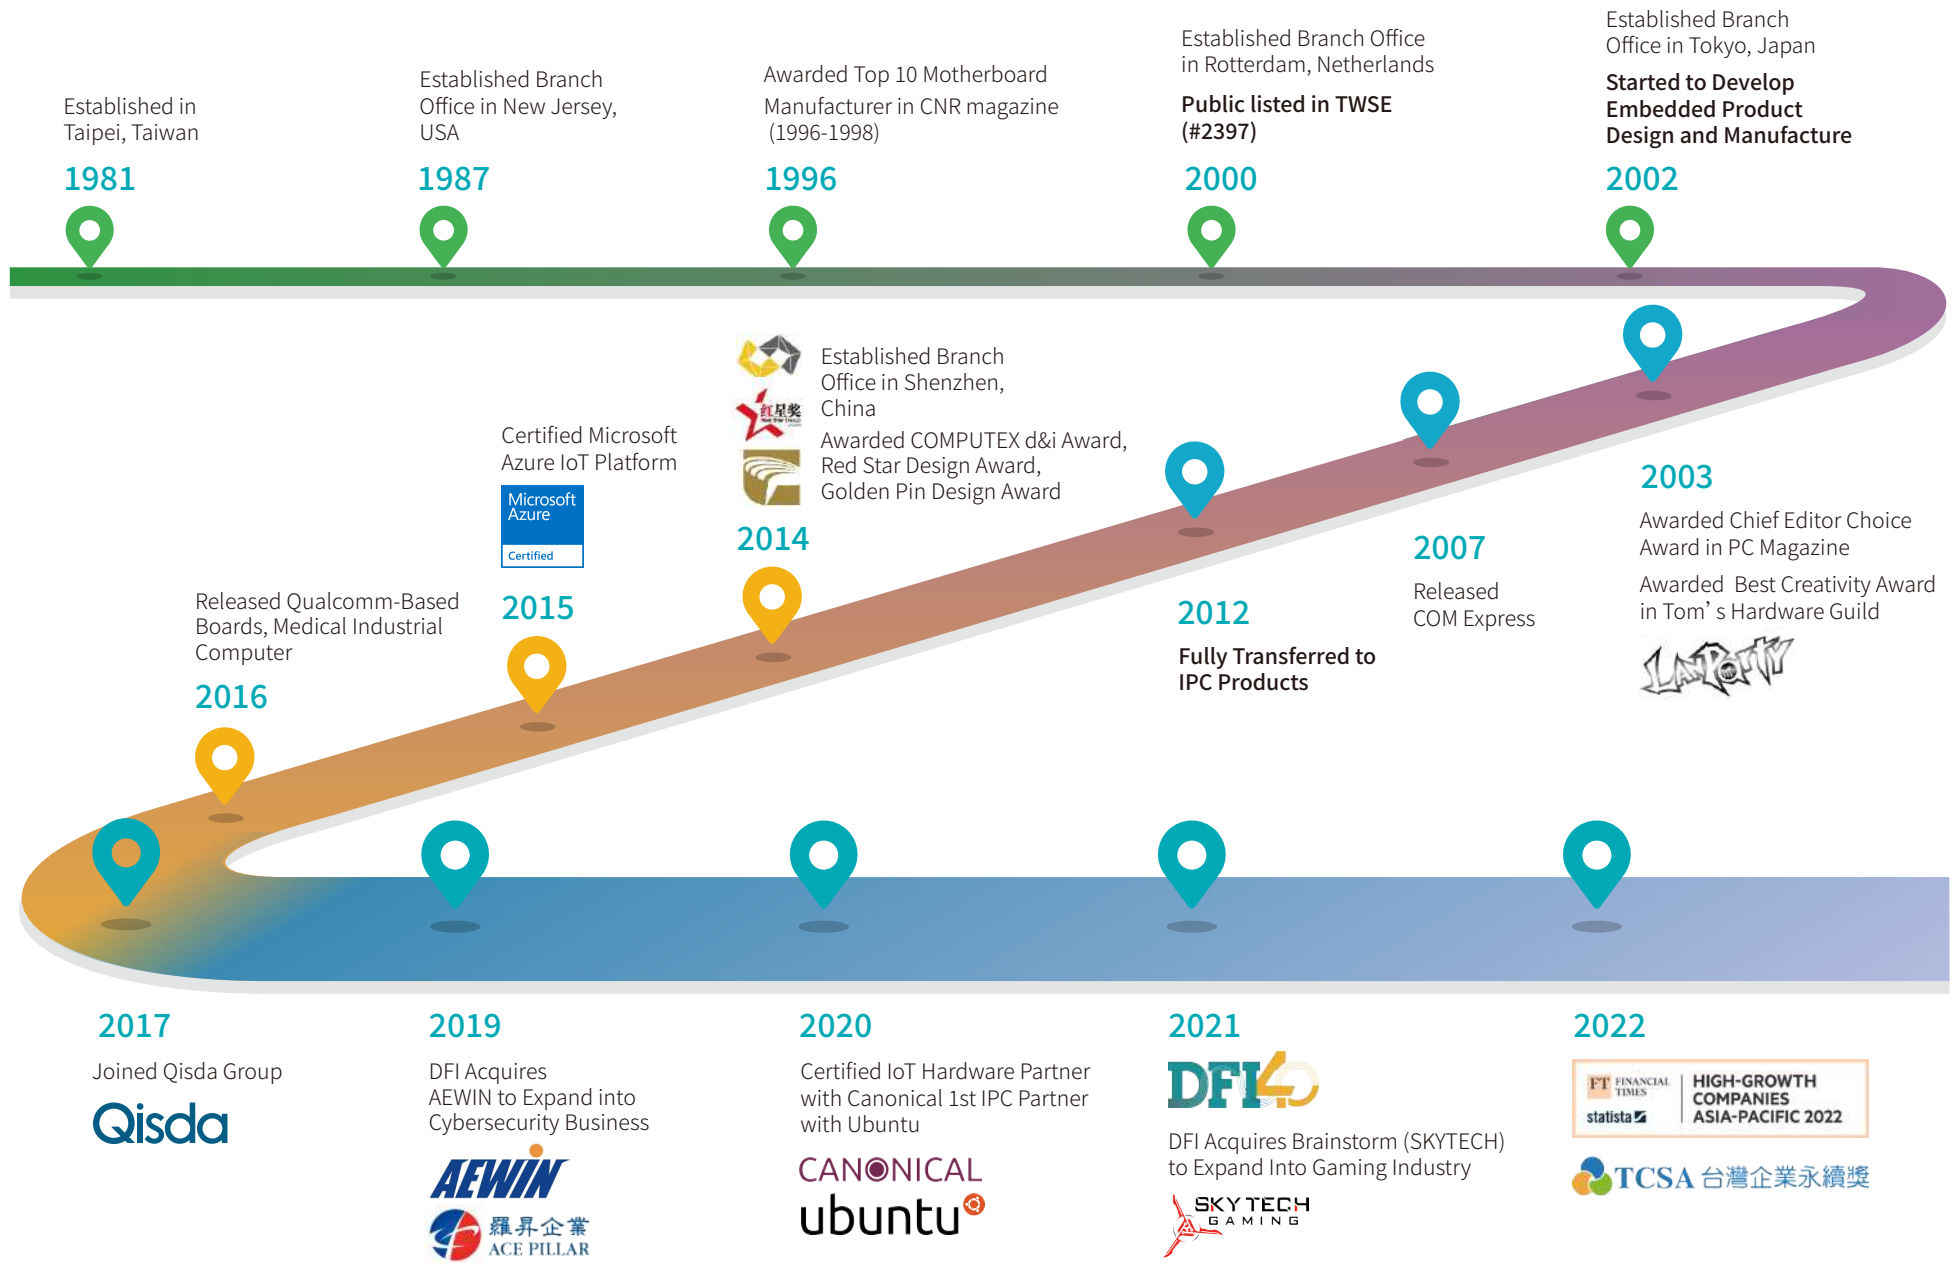 Established in
Taipei, Taiwan
1981
Established Branch
Office in New Jersey,
USA
1987
Awarded Top 10 Motherboard
Manufacturer in CNR magazine
(1996-1998)
1996
Established Branch Office
in Rotterdam, Netherlands
Public listed in TWSE
(#2397)
2000
Established Branch
Office in Tokyo, Japan
Started to Develop
Embedded Product
Design and Manufacture
2002
2003
Awarded Chief Editor Choice
Award in PC Magazine
Awarded Best Creativity Award
in Tom’s Hardware Guild
LANPARTY
2007
Released
COM Express
2012
Fully Transferred to
IPC Products
红星奖
Established Branch
Office in Shenzhen,
China
Awarded COMPUTEX d&i Award,
Red Star Design Award,
Golden Pin Design Award
2014
Certified Microsoft
Azure IoT Platform
Microsoft
Azure
Certified
2015
Released Qualcomm-Based
Boards, Medical Industrial
Computer
2016
2017
Joined Qisda Group
Qisda
2019
DFI Acquires
AEWIN to Expand into
Cybersecurity Business
AEWIN
羅昇企業
ACE PILLAR
2020
Certified IoT Hardware Partner
with Canonical 1st IPC Partner
with Ubuntu
CANONICAL
ubuntu
2021
DFI40
DFI Acquires Brainstorm (SKYTECH)
to Expand Into Gaming Industry
SKYTECH
GAMING
2022
FT FINANCIAL
TIMES
statista
HIGH-GROWTH
COMPANIES
ASIA-PACIFIC 2022
TCSA 台灣企業永續獎